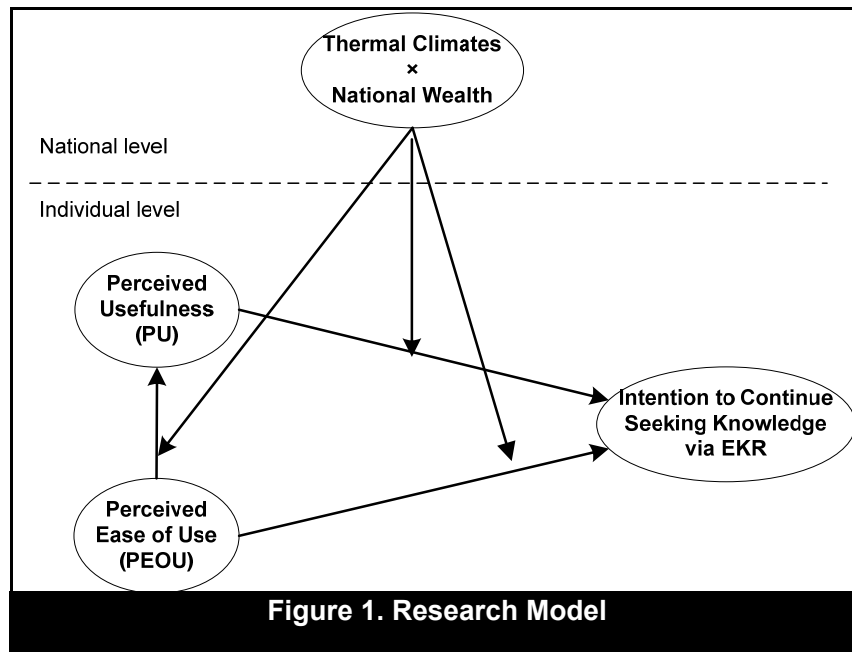 Thermal Climates
×
National Wealth
National level
Individual level
Perceived
Usefulness
(PU)
Intention to Continue
Seeking Knowledge
via EKR
Perceived
Ease of Use
(PEOU)
Figure 1. Research Model